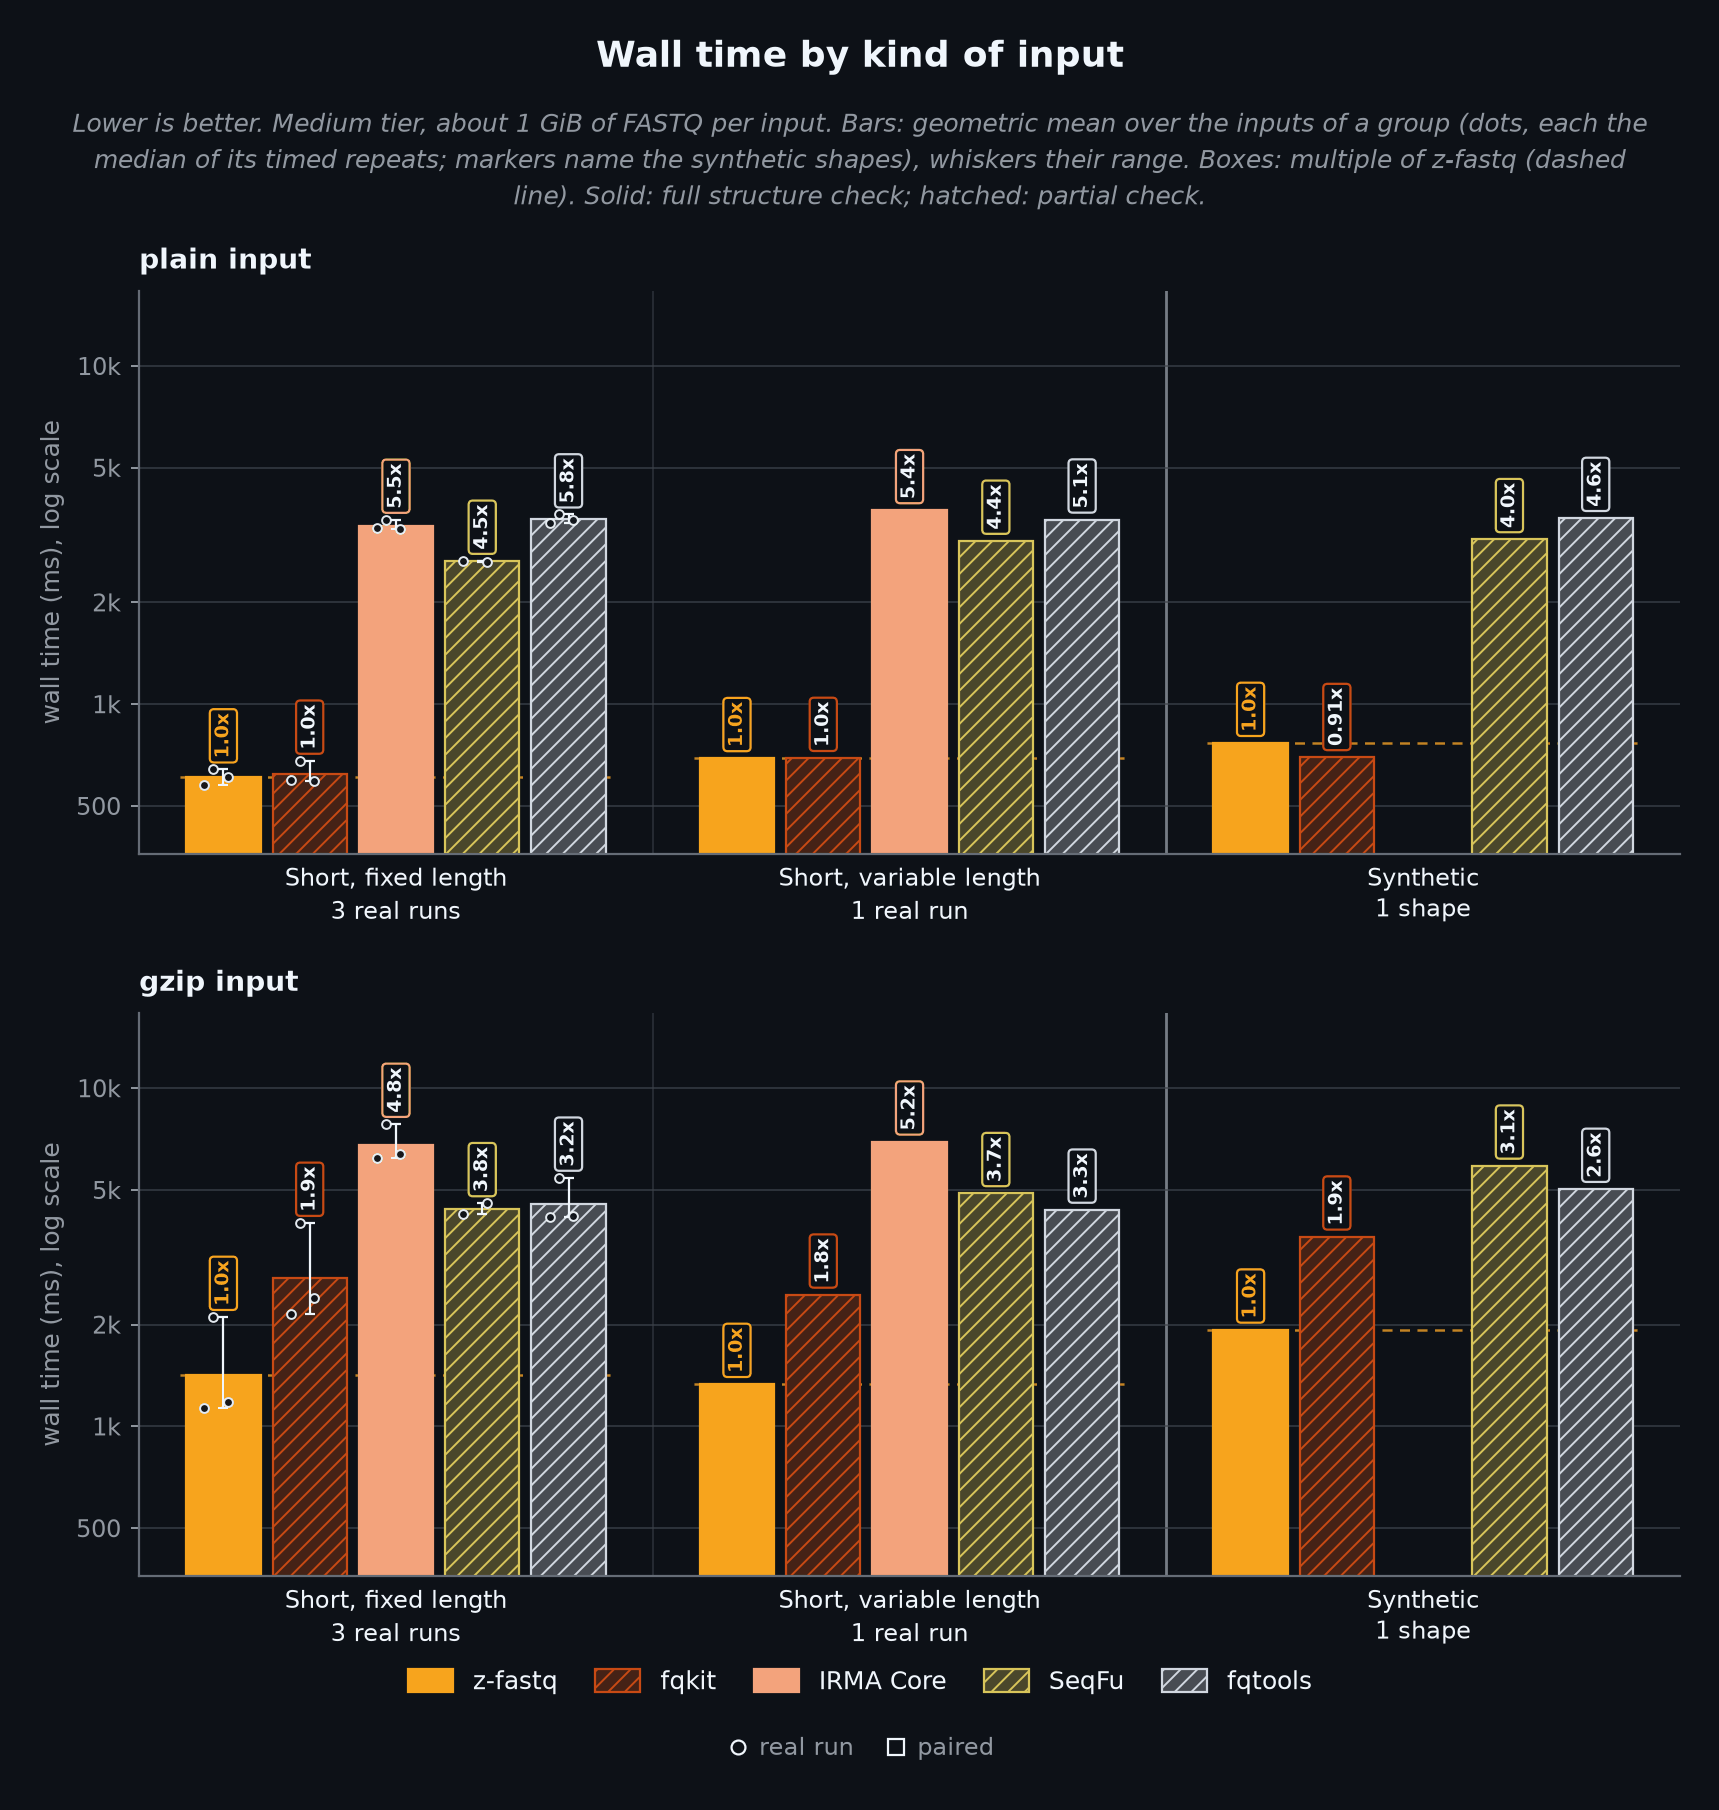 Wall time by kind of input
Lower is better. Medium tier, about 1 GiB of FASTQ per input. Bars: geometric mean over the inputs of a group (dots, each the
median of its timed repeats; markers name the synthetic shapes), whiskers their range. Boxes: multiple of z-fastq (dashed
line). Solid: full structure check; hatched: partial check.
plain input
wall time (ms), log scale
10k
5k
2k
1k
500
1.0x
1.0x
5.5x
4.5x
5.8x
1.0x
1.0x
5.4x
4.4x
5.1x
1.0x
0.91x
4.0x
4.6x
Short, fixed length
3 real runs
Short, variable length
1 real run
Synthetic
1 shape
gzip input
wall time (ms), log scale
10k
5k
2k
1k
500
1.0x
1.9x
4.8x
3.8x
3.2x
1.0x
1.8x
5.2x
3.7x
3.3x
1.0x
1.9x
3.1x
2.6x
Short, fixed length
3 real runs
Short, variable length
1 real run
Synthetic
1 shape
z-fastq
fqkit
IRMA Core
SeqFu
fqtools
real run
paired